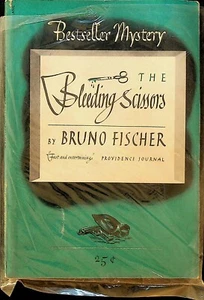 Bestseller Mystery
THE
Bleeding Scissors
BY BRUNO FISCHER
"Fast and entertaining." PROVIDENCE JOURNAL
25¢